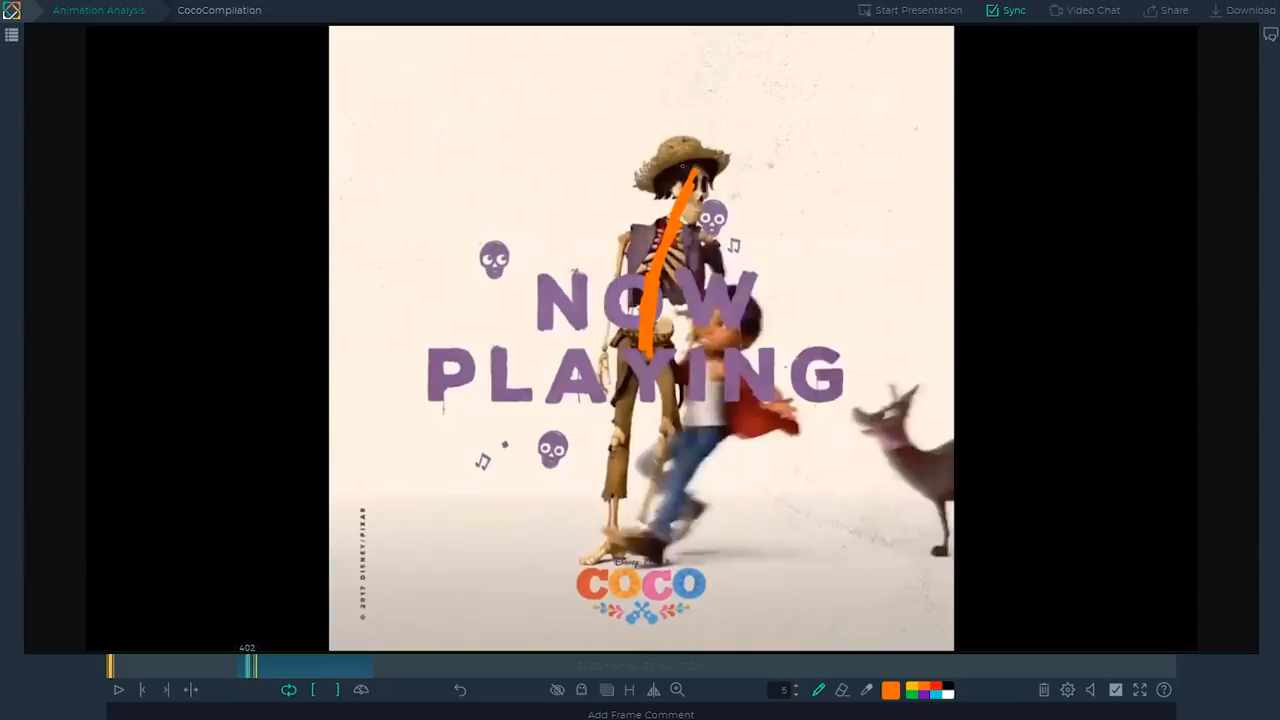 Animation Analysis
CocoCompilation
Start Presentation
Sync
Video Chat
Share
Download
NOW
PLAYING
© 2017 DISNEY/PIXAR
COCO
402
5
Add Frame Comment